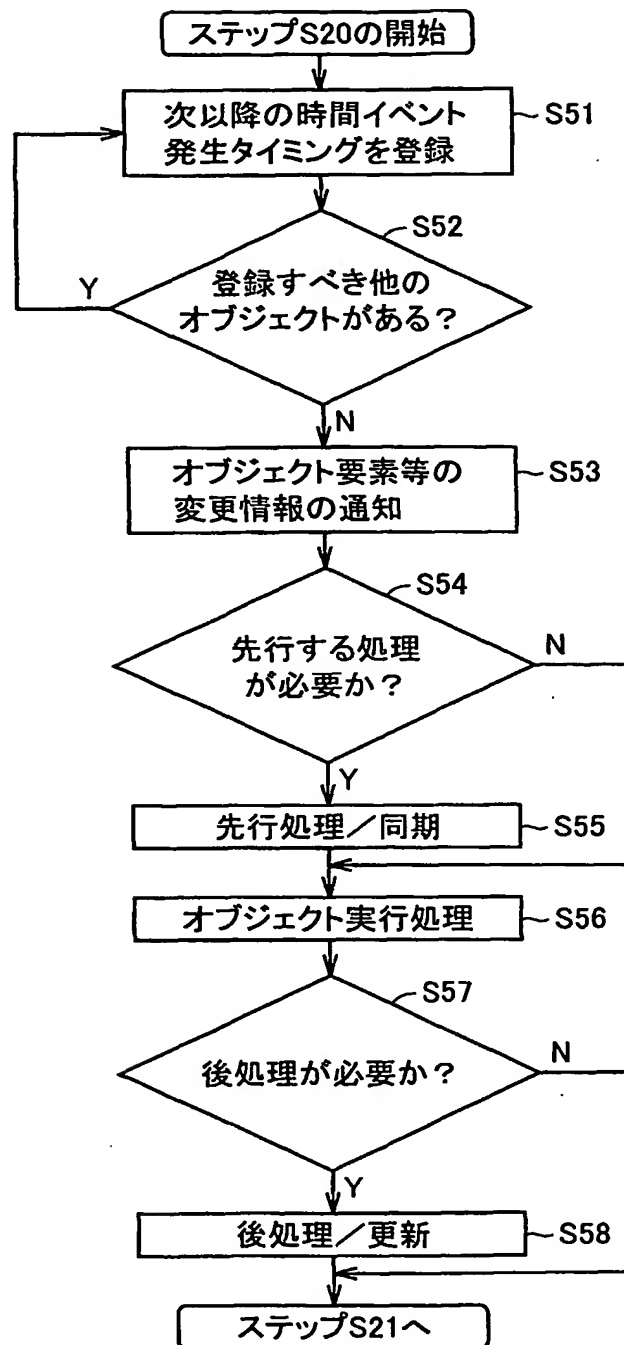 ステップS20の開始
次以降の時間イベント
発生タイミングを登録
S51
S52
登録すべき他の
オブジェクトがある?
Y
N
オブジェクト要素等の
変更情報の通知
S53
S54
先行する処理
が必要か?
N
Y
先行処理/同期
S55
オブジェクト実行処理
S56
S57
後処理が必要か?
N
Y
後処理/更新
S58
ステップS21へ